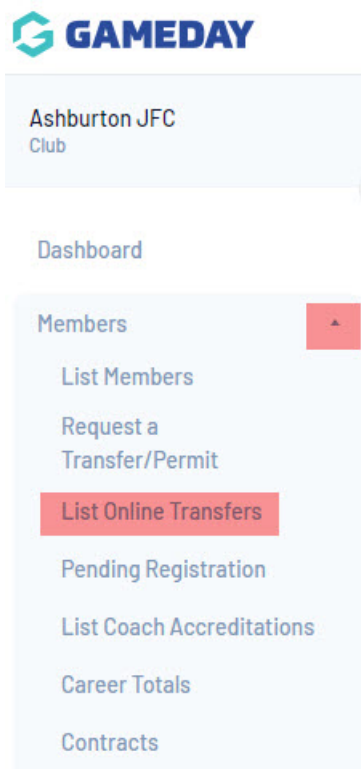 GAMEDAY
Ashburton JFC
Club
Dashboard
Members
List Members
Request a
Transfer/Permit
List Online Transfers
Pending Registration
List Coach Accreditations
Career Totals
Contracts